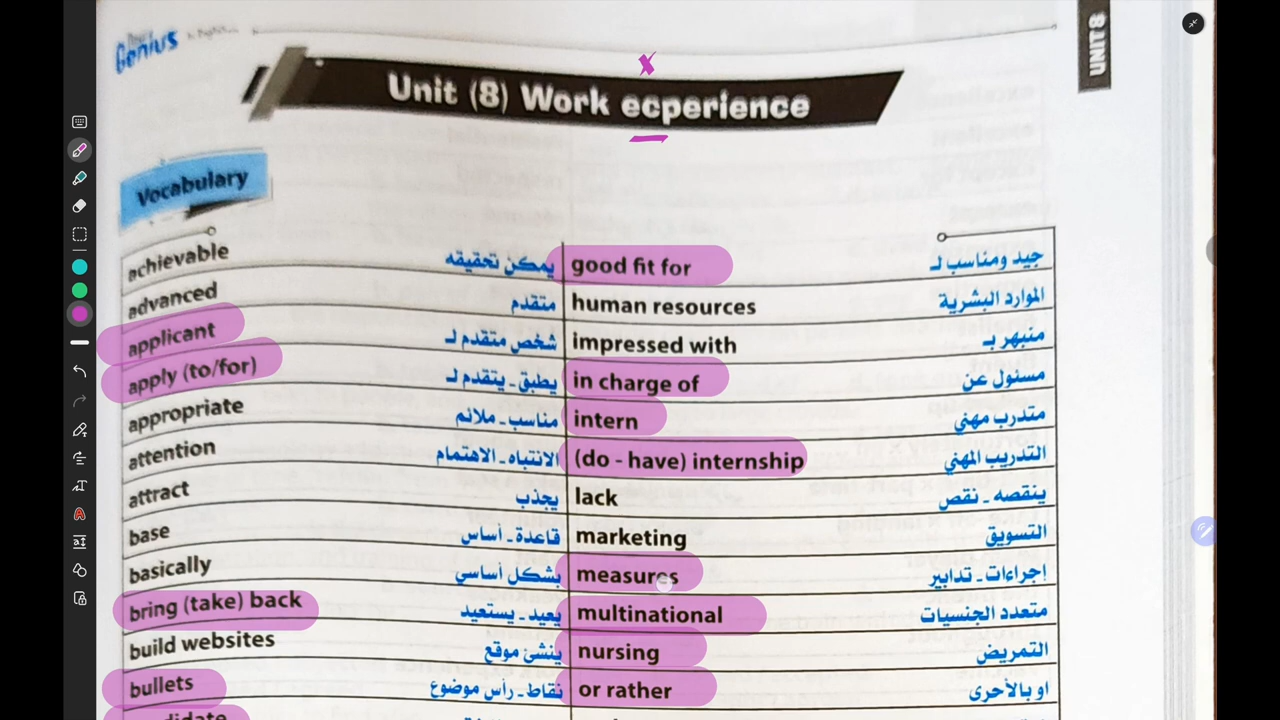 Genius
UNIT 8
Unit (8) Work ecperience
Vocabulary
achievable يمكن تحقيقه good fit for جيد ومناسب لـ
advanced متقدم human resources الموارد البشرية
applicant شخص متقدم لـ impressed with منبهر بـ
apply (to/for) يطبق - يتقدم لـ in charge of مسئول عن
appropriate مناسب - ملائم intern متدرب مهني
attention الانتباه - الاهتمام (do - have) internship التدريب المهني
attract يجذب lack ينقصه - نقص
base قاعدة - أساس marketing التسويق
basically بشكل أساسي measures إجراءات - تدابير
bring (take) back يعيد - يستعيد multinational متعدد الجنسيات
build websites ينشئ موقع nursing التمريض
bullets نقاط - رأس موضوع or rather او بالأحرى